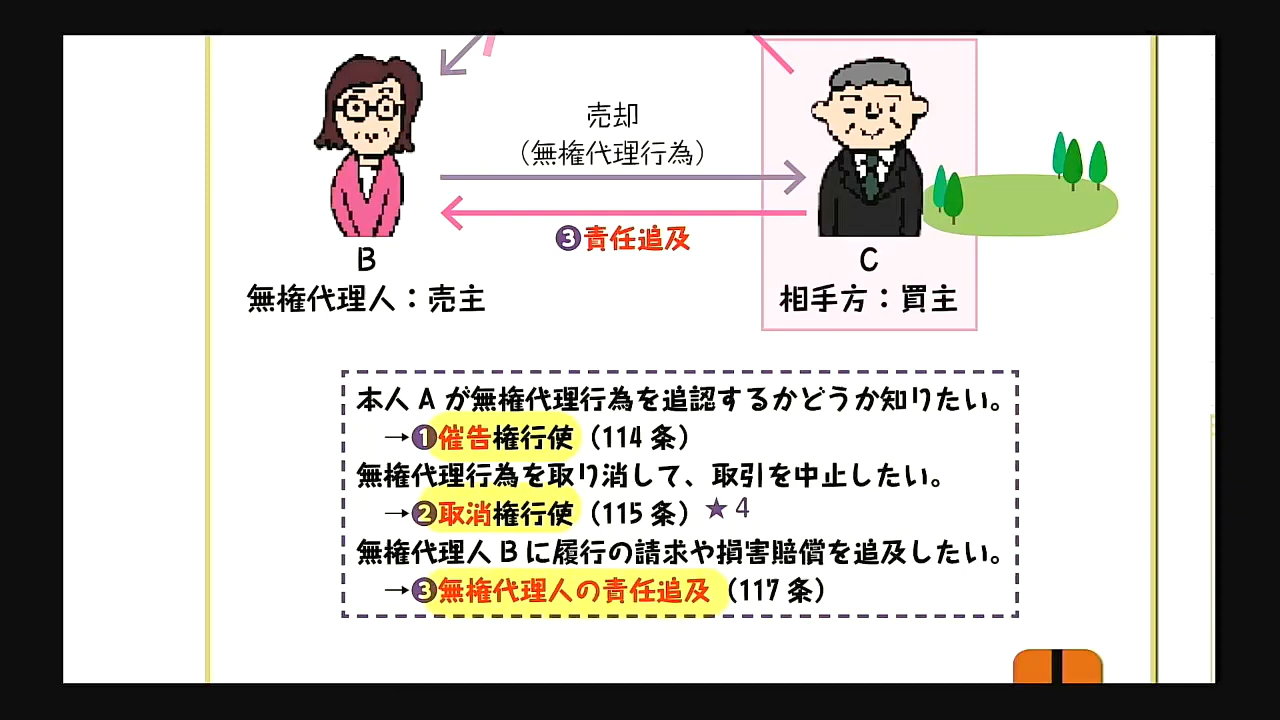 売却
（無権代理行為）
❸責任追及
B
C
無権代理人：売主
相手方：買主
本人Aが無権代理行為を追認するかどうか知りたい。
→❶催告権行使（114条）
無権代理行為を取り消して、取引を中止したい。
→❷取消権行使（115条）★4
無権代理人Bに履行の請求や損害賠償を追及したい。
→❸無権代理人の責任追及（117条）